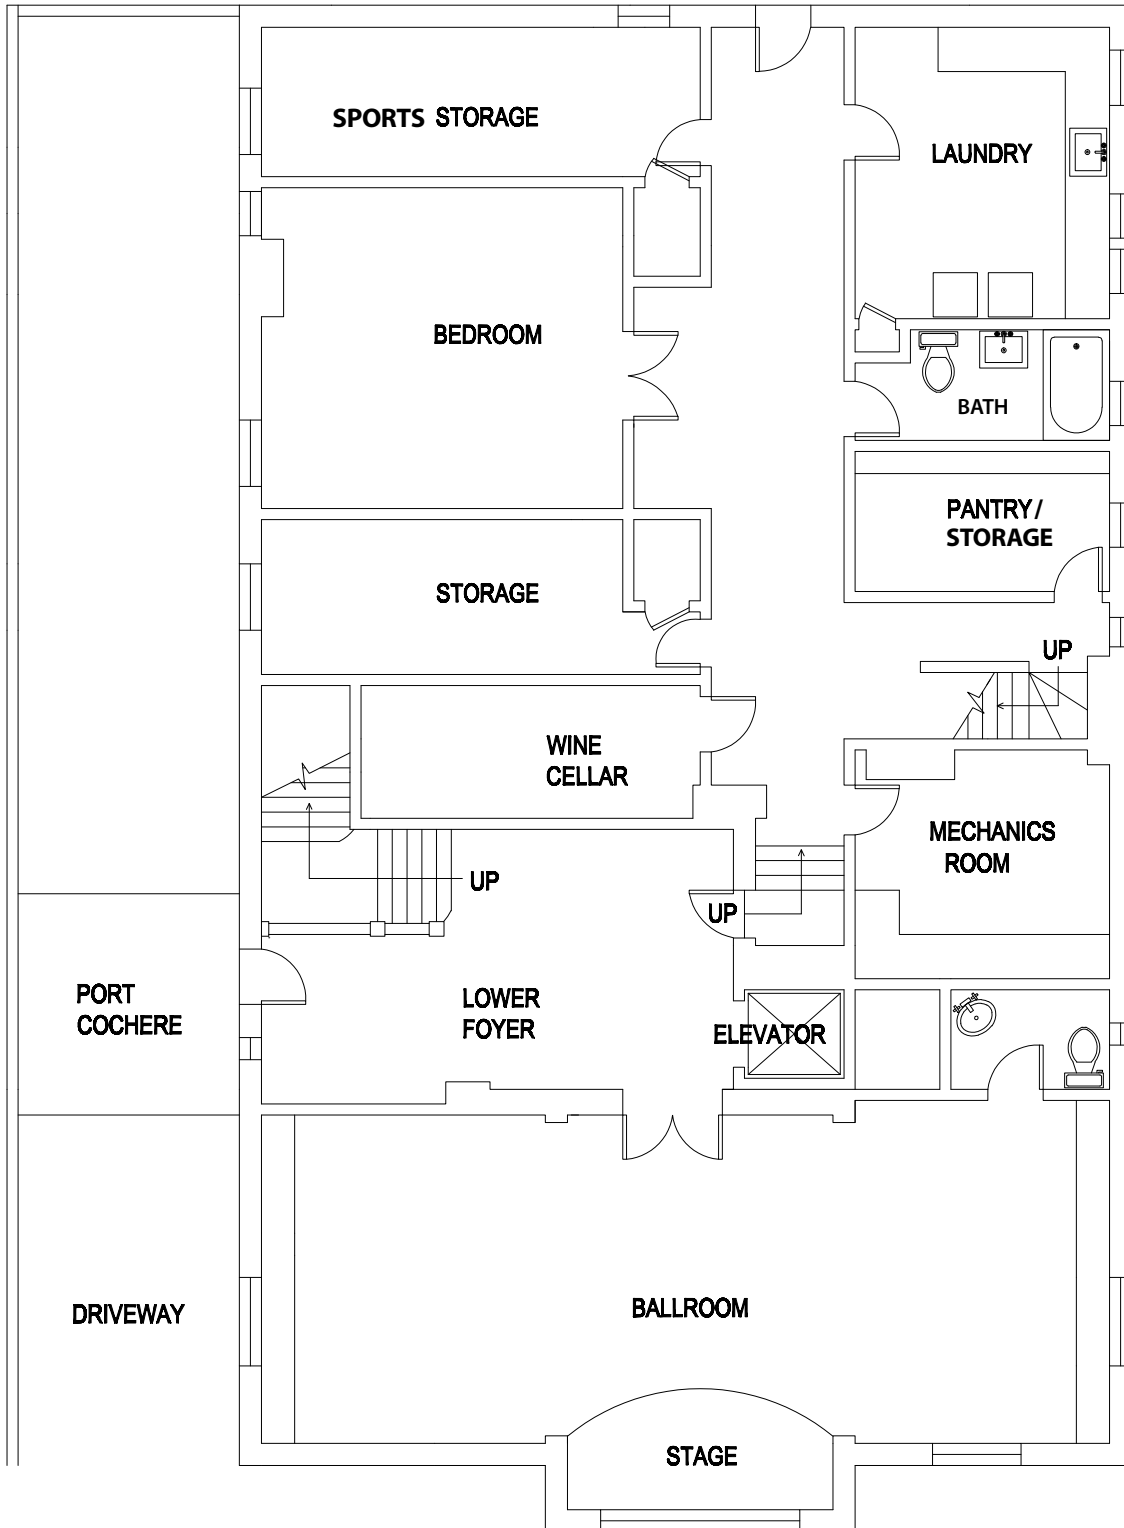 SPORTS STORAGE
LAUNDRY
BEDROOM
BATH
PANTRY/
STORAGE
STORAGE
UP
WINE
CELLAR
MECHANICS
ROOM
UP
UP
PORT
COCHERE
LOWER
FOYER
ELEVATOR
BALLROOM
DRIVEWAY
STAGE